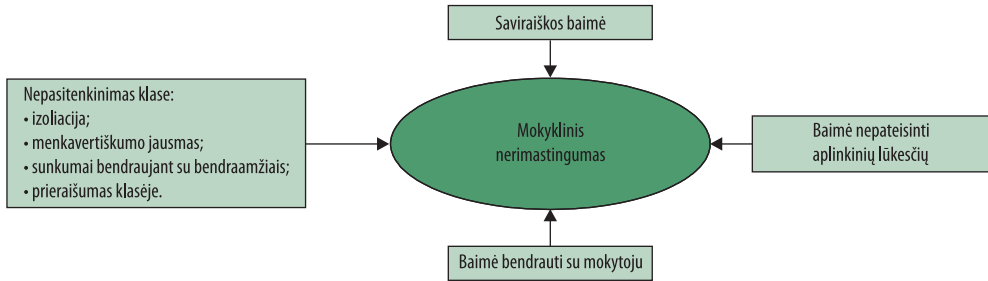 Saviraiškos baimė
Nepasitenkinimas klase:
• izoliacija;
• menkavertiškumo jausmas;
• sunkumai bendraujant su bendraamžiais;
• prieraišumas klasėje.
Mokyklinis
nerimastingumas
Baimė nepateisinti
aplinkinių lūkesčių
Baimė bendrauti su mokytoju